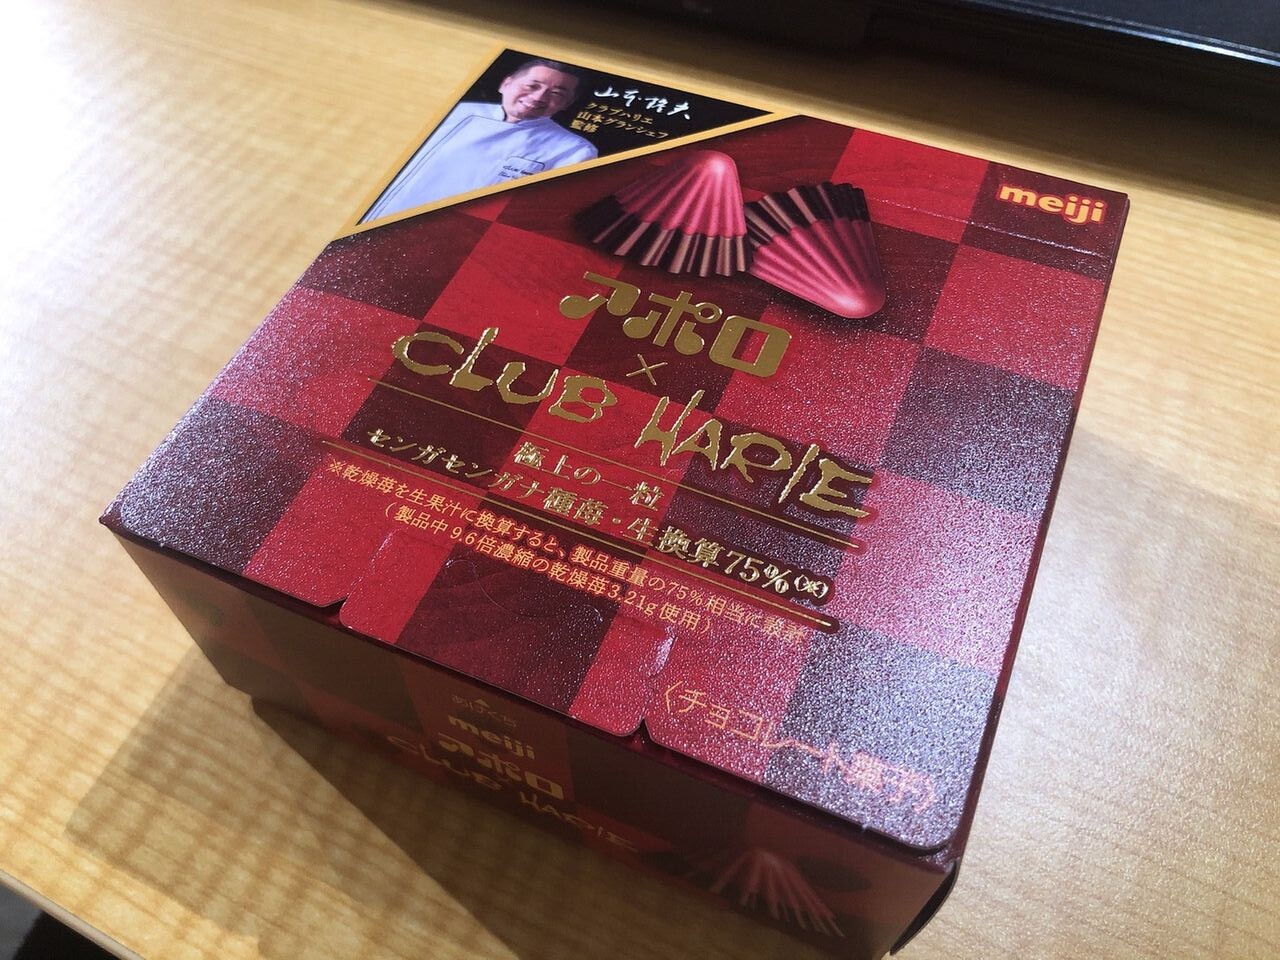 山本隆夫
クラブハリエ
山本グランシェフ
監修
meiji
アポロ
×
CLUB HARIE
極上の一粒
センガセンガナ種苺・生換算75%(※)
※乾燥苺を生果汁に換算すると、製品重量の75%相当に
(製品中 9.6倍濃縮の乾燥苺3.21g使用)
〈チョコレート菓子〉
あけくち
meiji
アポロ
CLUB HARIE